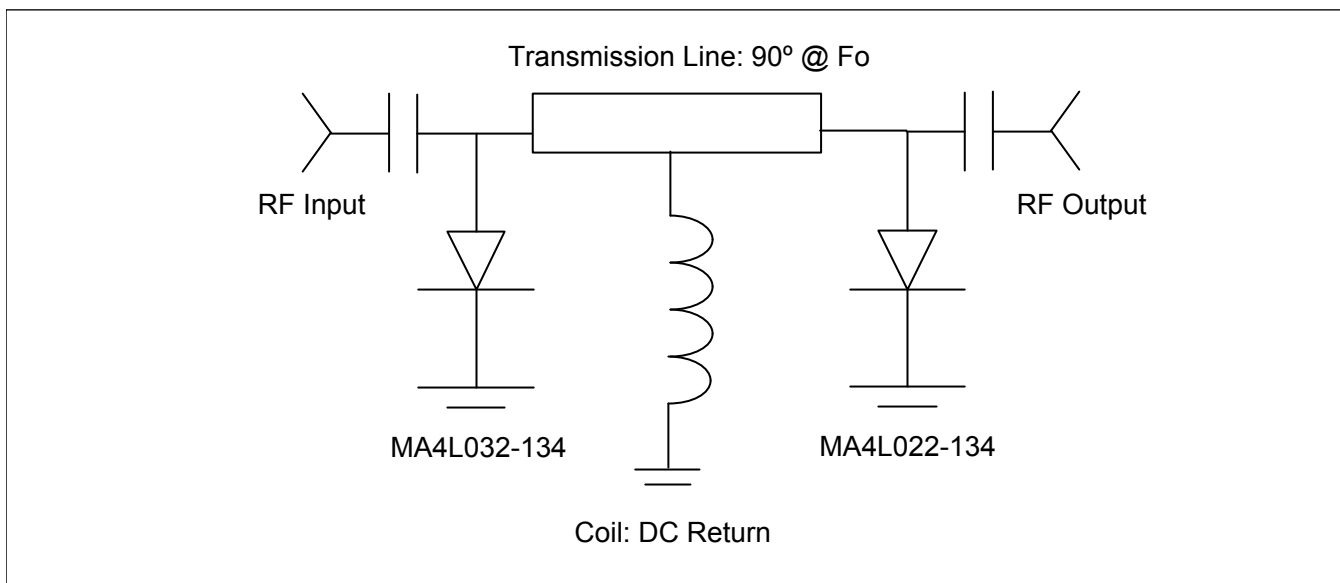 Transmission Line: 90º @ Fo
RF Input
RF Output
MA4L032-134
MA4L022-134
Coil: DC Return